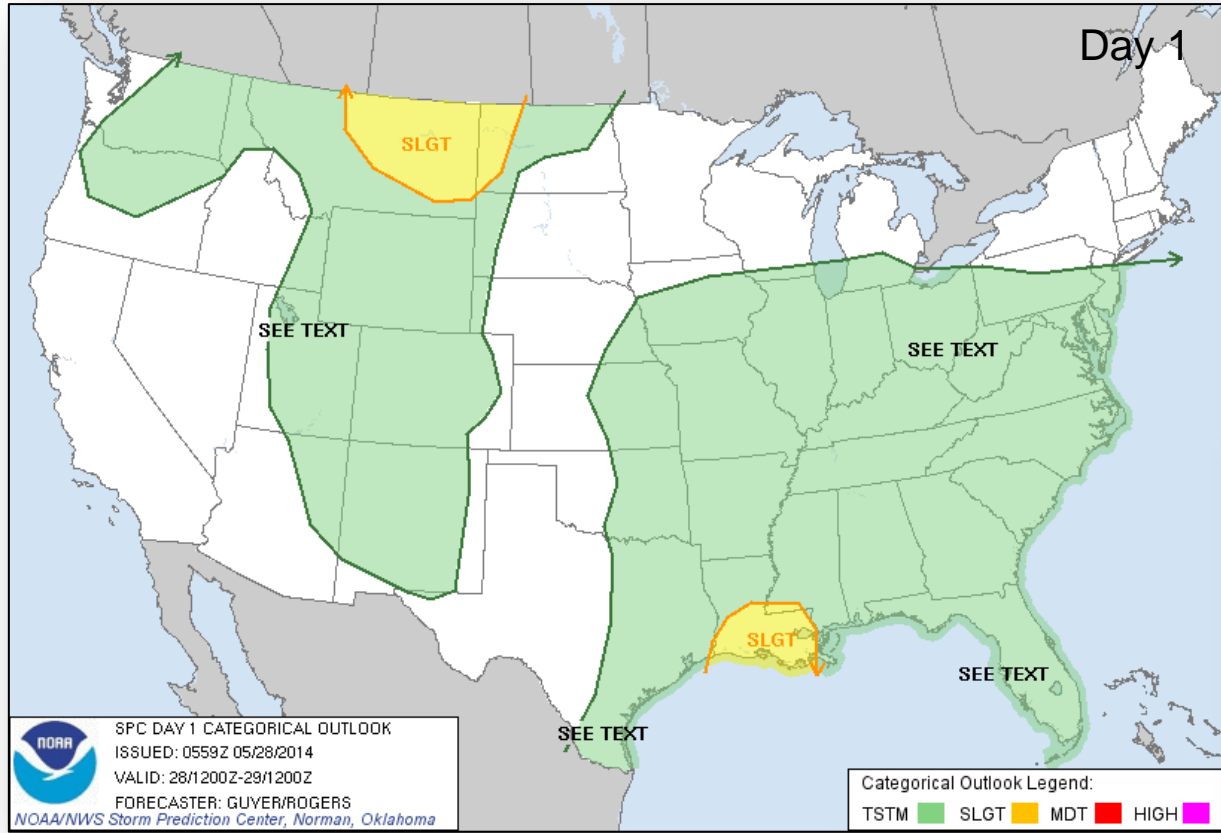 Day 1
SLGT
SEE TEXT
SEE TEXT
SLGT
SEE TEXT
SEE TEXT
NOAA
SPC DAY 1 CATEGORICAL OUTLOOK
ISSUED: 0559Z 05/28/2014
VALID: 28/1200Z-29/1200Z
FORECASTER: GUYER/ROGERS
NOAA/NWS Storm Prediction Center, Norman, Oklahoma
Categorical Outlook Legend:
TSTM SLGT MDT HIGH